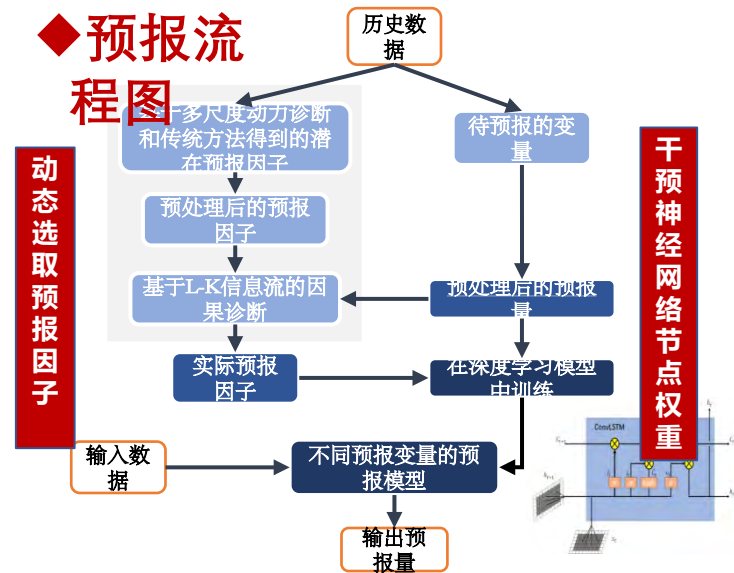 ◆预报流
程图
历史数
据
于多尺度动力诊断
和传统方法得到的潜
在预报因子
待预报的变
量
动态选取预报因子
干预神经网络节点权重
预处理后的预报
因子
基于L-K信息流的因
果诊断
预处理后的预报
量
实际预报
因子
在深度学习模型
中训练
输入数
据
不同预报变量的预
报模型
输出预
报量
ConvLSTM